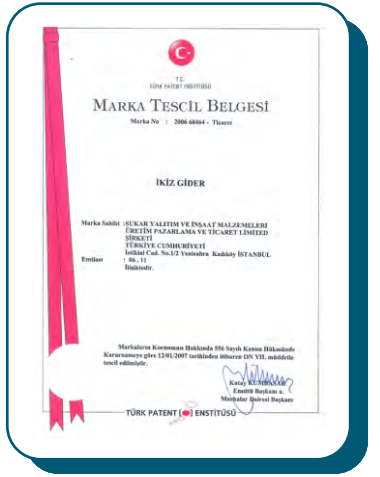 T.C.
TÜRK PATENT ENSTİTÜSÜ
MARKA TESCİL BELGESİ
Marka No : 2006 60464 - Ticaret
İKİZ GİDER
Marka Sahibi :SUKAR YALITIM VE İNŞAAT MALZEMELERİ
ÜRETİM PAZARLAMA VE TİCARET LİMİTED
ŞİRKETİ
TÜRKİYE CUMHURİYETİ
İstiklal Cad. No.1/2 Yenisahra Kadıköy İSTANBUL
Emtiası : 06 , 11
İlişiktedir.
Markaların Korunması Hakkında 556 Sayılı Kanun Hükmünde
Kararnameye göre 12/01/2007 tarihinden itibaren ON YIL müddetle
tescil edilmiştir.
Kutay
Enstitü Başkanı a.
Markalar Dairesi Başkanı
TÜRK PATENT ENSTİTÜSÜ